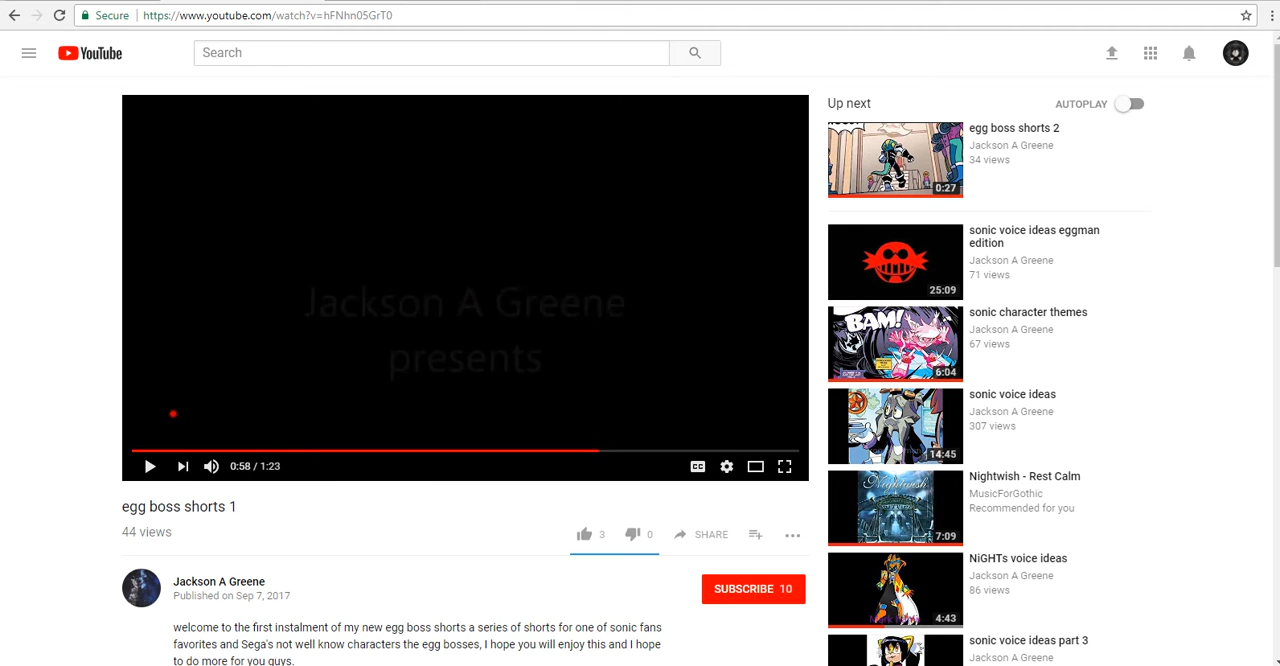 Secure
https://www.youtube.com/watch?v=hFNhn05GrT0
YouTube
Search
Jackson A Greene
presents
0:58 / 1:23
CC
egg boss shorts 1
44 views
3
0
SHARE
Jackson A Greene
Published on Sep 7, 2017
SUBSCRIBE 10
welcome to the first instalment of my new egg boss shorts a series of shorts for one of sonic fans
favorites and Sega's not well know characters the egg bosses, I hope you will enjoy this and I hope
to do more for you guys.
Up next
AUTOPLAY
0:27
egg boss shorts 2
Jackson A Greene
34 views
25:09
sonic voice ideas eggman
edition
Jackson A Greene
71 views
BAM!
6:04
sonic character themes
Jackson A Greene
67 views
14:45
sonic voice ideas
Jackson A Greene
307 views
Nightwish
7:09
Nightwish - Rest Calm
MusicForGothic
Recommended for you
4:43
NiGHTs voice ideas
Jackson A Greene
86 views
sonic voice ideas part 3
Jackson A Greene